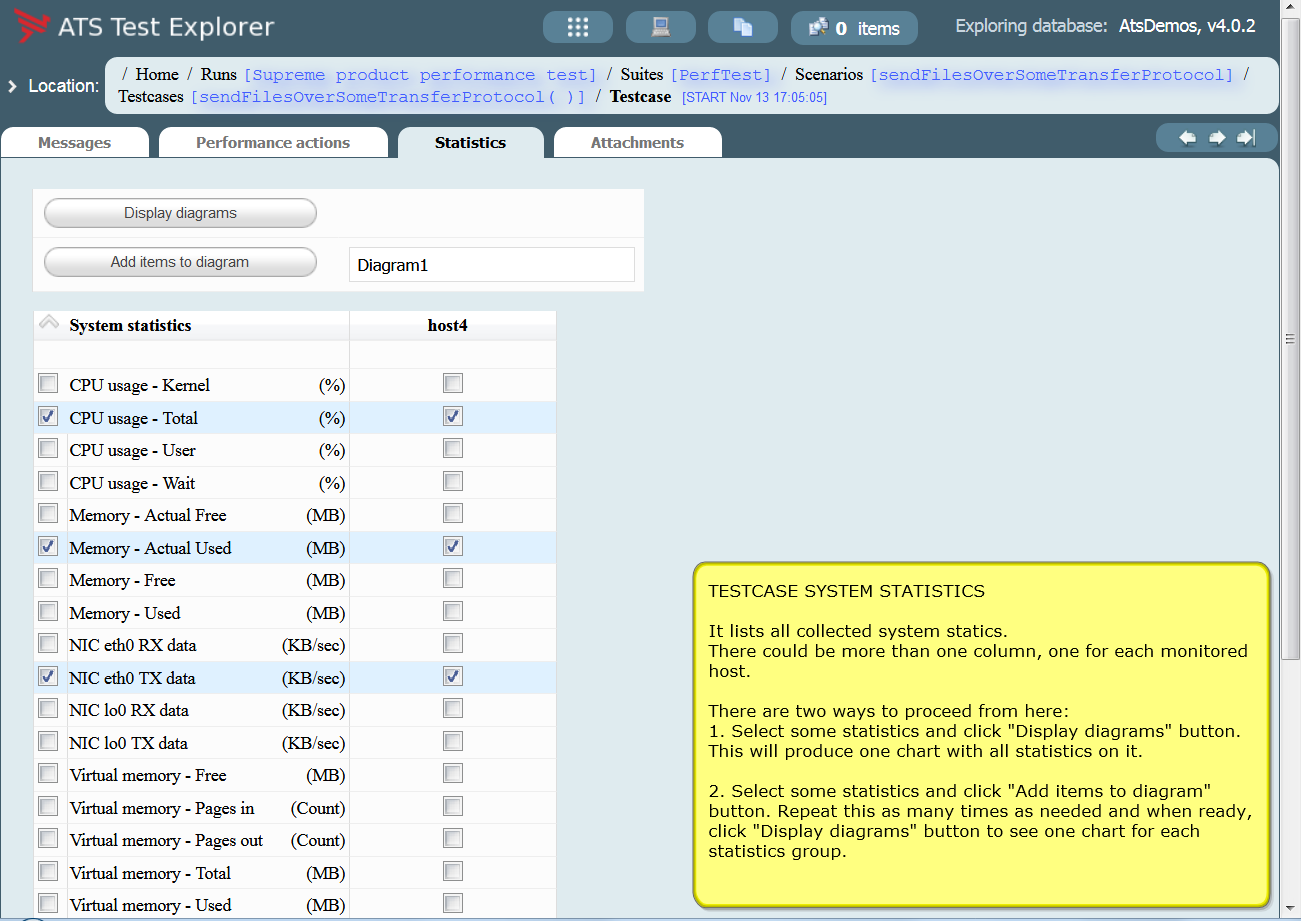 ATS Test Explorer
0 items
Exploring database: AtsDemos, v4.0.2
Location:
/ Home / Runs [Supreme product performance test] / Suites [PerfTest] / Scenarios [sendFilesOverSomeTransferProtocol] /
Testcases [sendFilesOverSomeTransferProtocol( )] / Testcase [START Nov 13 17:05:05]
Messages
Performance actions
Statistics
Attachments
Display diagrams
Add items to diagram
Diagram1
System statistics host4
CPU usage - Kernel (%)
CPU usage - Total (%)
CPU usage - User (%)
CPU usage - Wait (%)
Memory - Actual Free (MB)
Memory - Actual Used (MB)
Memory - Free (MB)
Memory - Used (MB)
NIC eth0 RX data (KB/sec)
NIC eth0 TX data (KB/sec)
NIC lo0 RX data (KB/sec)
NIC lo0 TX data (KB/sec)
Virtual memory - Free (MB)
Virtual memory - Pages in (Count)
Virtual memory - Pages out (Count)
Virtual memory - Total (MB)
Virtual memory - Used (MB)
TESTCASE SYSTEM STATISTICS
It lists all collected system statics.
There could be more than one column, one for each monitored
host.
There are two ways to proceed from here:
1. Select some statistics and click "Display diagrams" button.
This will produce one chart with all statistics on it.
2. Select some statistics and click "Add items to diagram"
button. Repeat this as many times as needed and when ready,
click "Display diagrams" button to see one chart for each
statistics group.